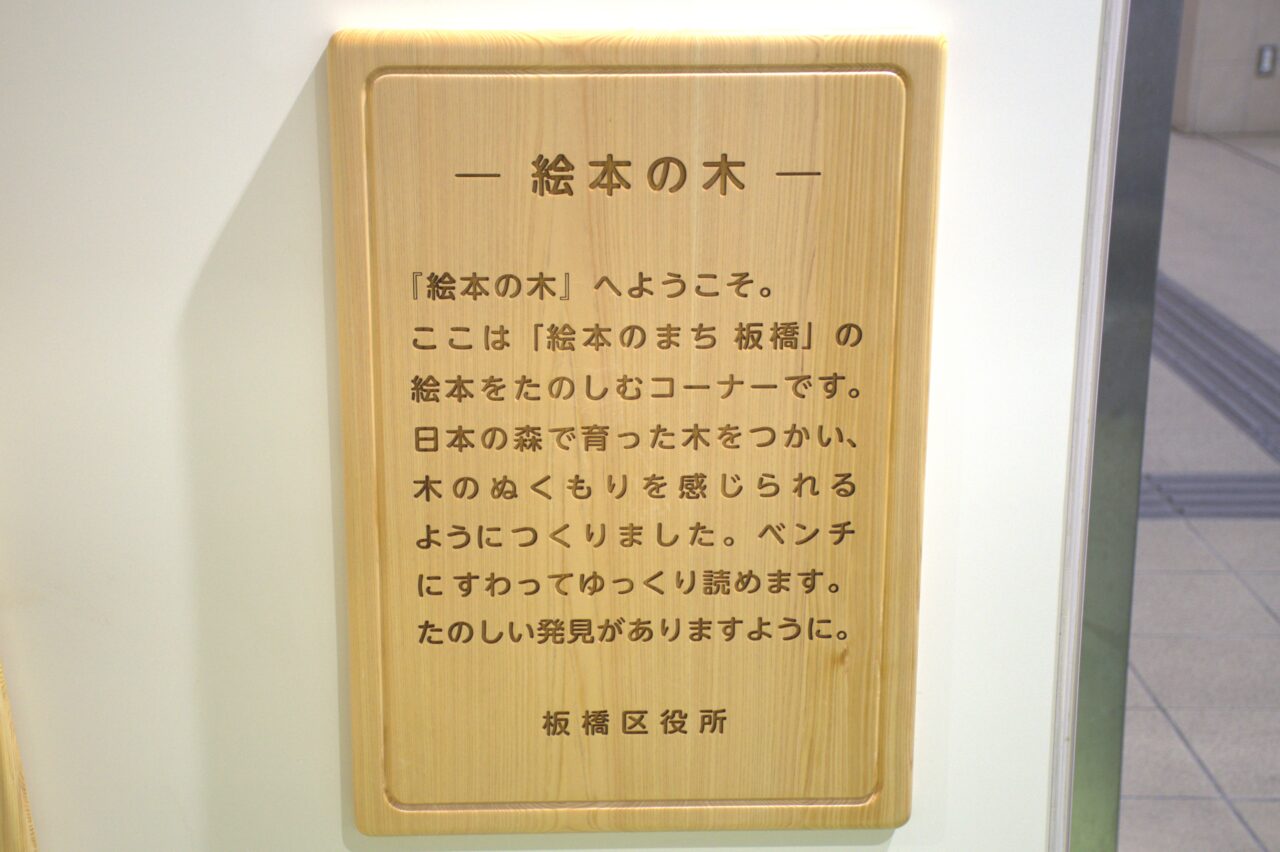 ― 絵本の木 ―
『絵本の木』へようこそ。
ここは「絵本のまち 板橋」の
絵本をたのしむコーナーです。
日本の森で育った木をつかい、
木のぬくもりを感じられる
ようにつくりました。ベンチ
にすわってゆっくり読めます。
たのしい発見がありますように。
板橋区役所